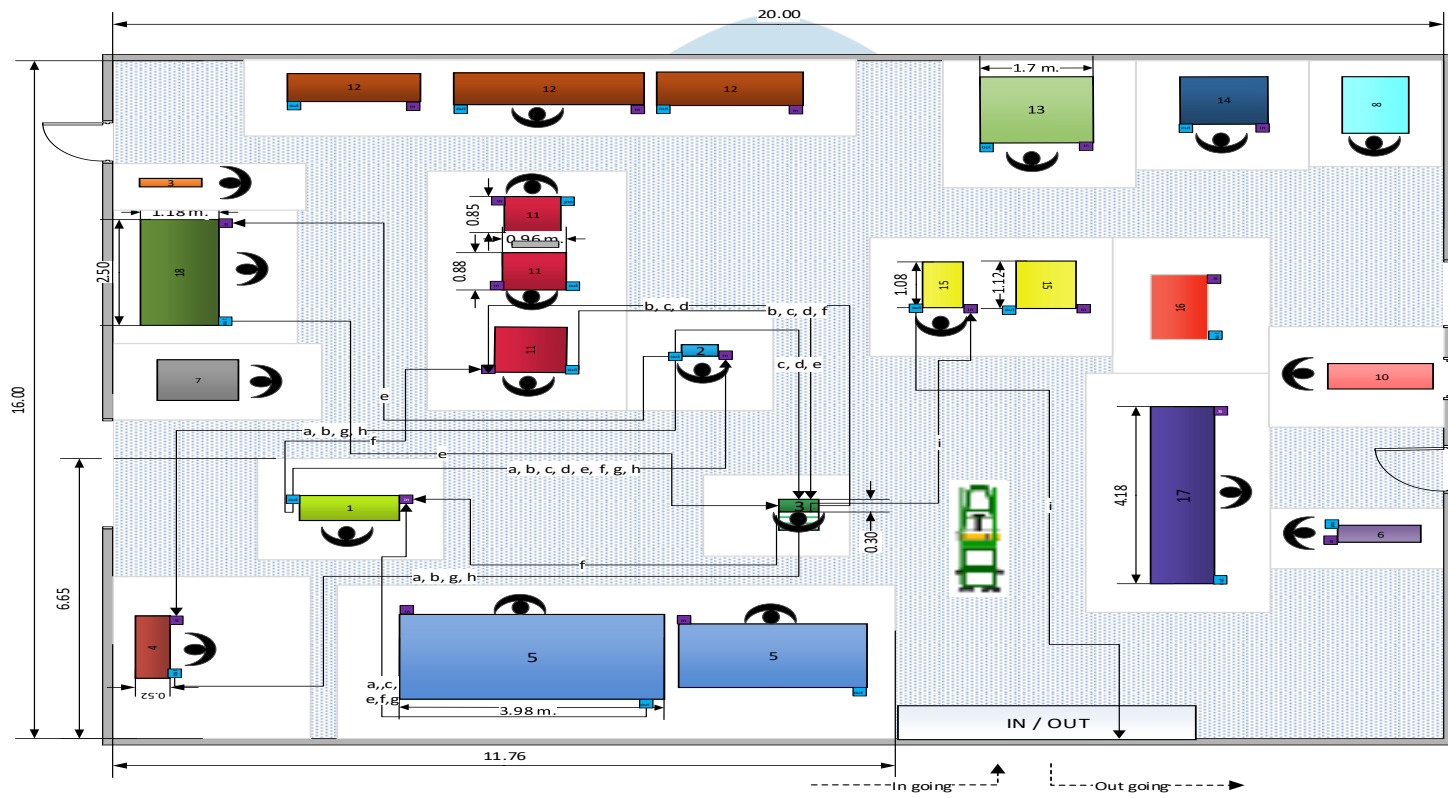 20.00
1.7 m.
12
12
12
13
14
8
3
1.18 m.
18
2.50
0.85
11
0.96 m.
0.88
11
11
2
7
1.08
15
1.12
15
16
10
b, c, d
b, c, d, f
c, d, e
e
a, b, g, h
f
e
a, b, c, d, e, f, g, h
i
i
16.00
6.65
1
3
0.30
T
4.18
17
6
f
a, b, g, h
4
0.52
5
5
a,,c,
e,f,g
3.98 m.
IN / OUT
11.76
In going
Out going